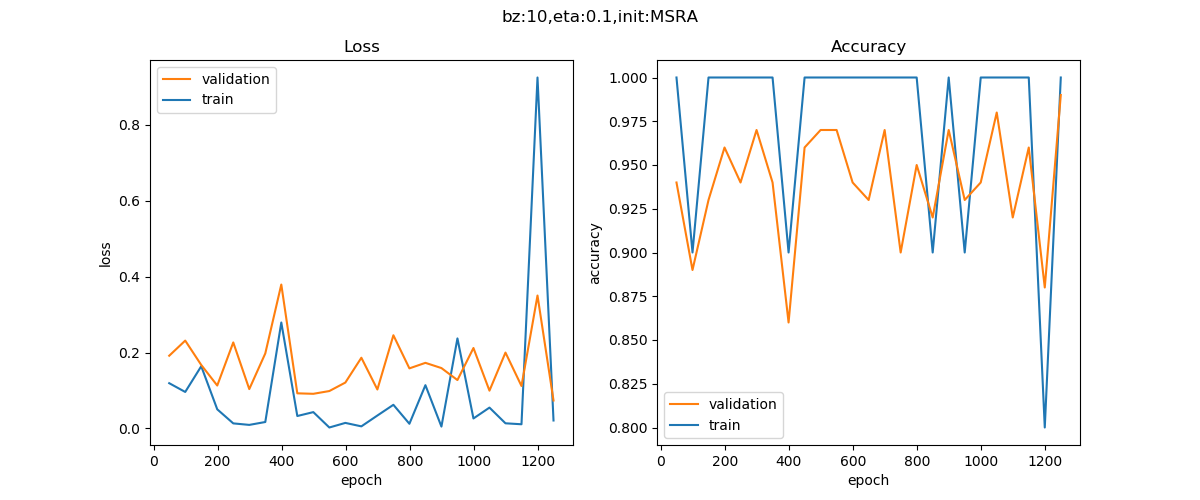 bz:10,eta:0.1,init:MSRA
Loss
validation
train
0.8
0.6
0.4
0.2
0.0
loss
0
200
400
600
800
1000
1200
epoch
Accuracy
1.000
0.975
0.950
0.925
0.900
0.875
0.850
0.825
0.800
accuracy
validation
train
0
200
400
600
800
1000
1200
epoch